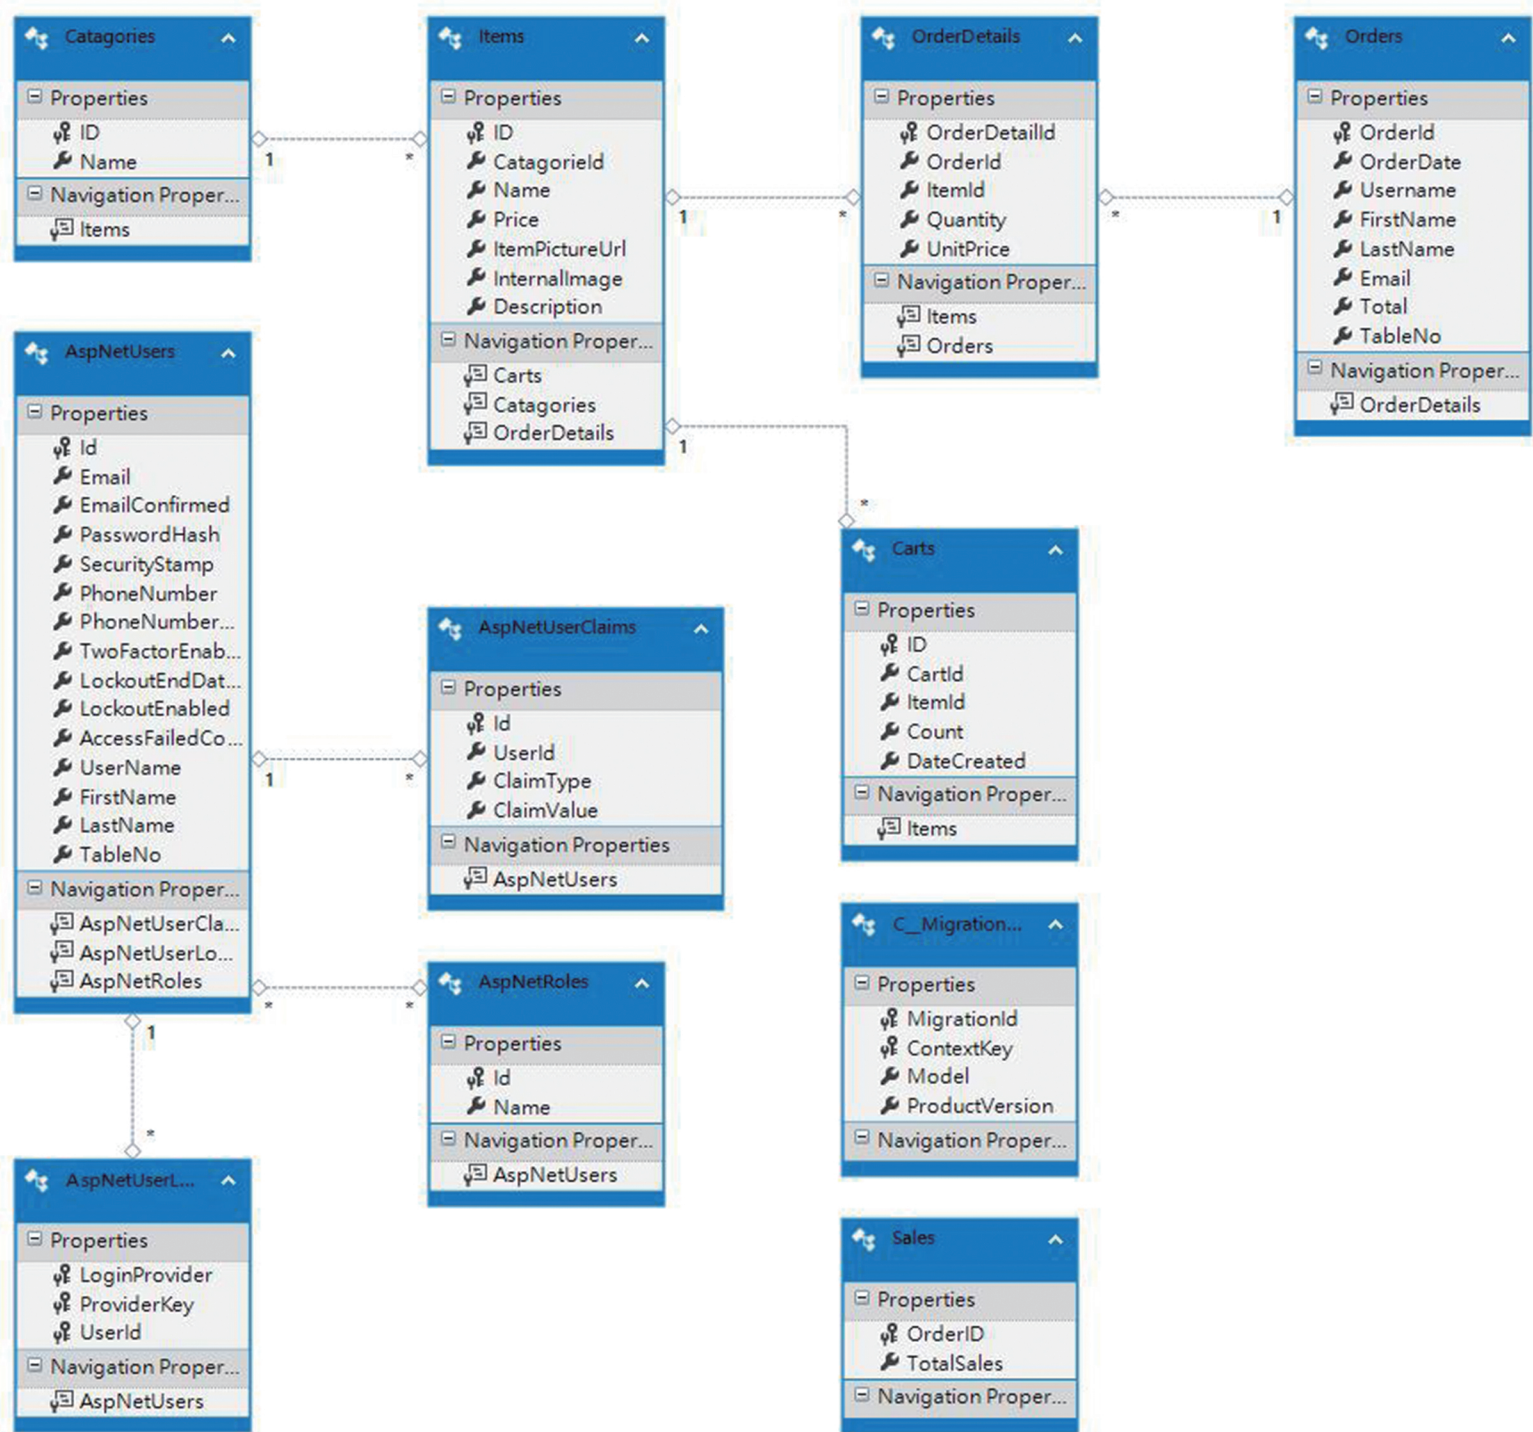 Catagories
Properties
ID
Name
Navigation Proper...
Items
1
*
Items
Properties
ID
CatagorieId
Name
Price
ItemPictureUrl
InternalImage
Description
Navigation Proper...
Carts
Catagories
OrderDetails
1
*
OrderDetails
Properties
OrderDetailId
OrderId
ItemId
Quantity
UnitPrice
Navigation Proper...
Items
Orders
*
1
Orders
Properties
OrderId
OrderDate
Username
FirstName
LastName
Email
Total
TableNo
Navigation Proper...
OrderDetails
1
*
AspNetUsers
Properties
Id
Email
EmailConfirmed
PasswordHash
SecurityStamp
PhoneNumber
PhoneNumber...
TwoFactorEnab...
LockoutEndDat...
LockoutEnabled
AccessFailedCo...
UserName
FirstName
LastName
TableNo
Navigation Proper...
AspNetUserCla...
AspNetUserLo...
AspNetRoles
1
*
AspNetUserClaims
Properties
Id
UserId
ClaimType
ClaimValue
Navigation Properties
AspNetUsers
Carts
Properties
ID
CartId
ItemId
Count
DateCreated
Navigation Proper...
Items
*
*
AspNetRoles
Properties
Id
Name
Navigation Proper...
AspNetUsers
C__Migration...
Properties
MigrationId
ContextKey
Model
ProductVersion
Navigation Proper...
1
*
AspNetUserL...
Properties
LoginProvider
ProviderKey
UserId
Navigation Proper...
AspNetUsers
Sales
Properties
OrderID
TotalSales
Navigation Proper...